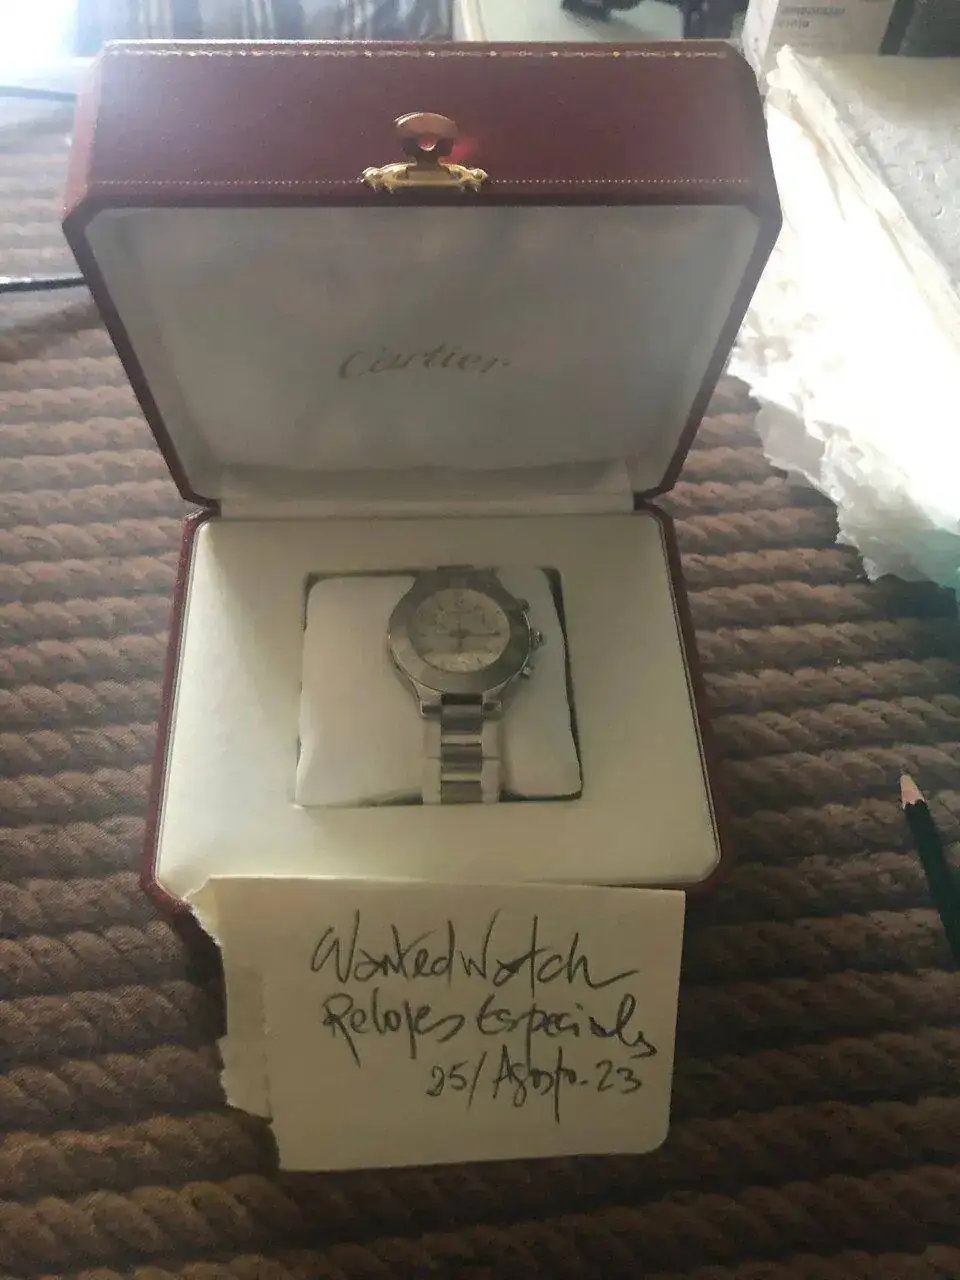 Cartier
WantedWatch
Relojes Especiales
25/Agosto.23